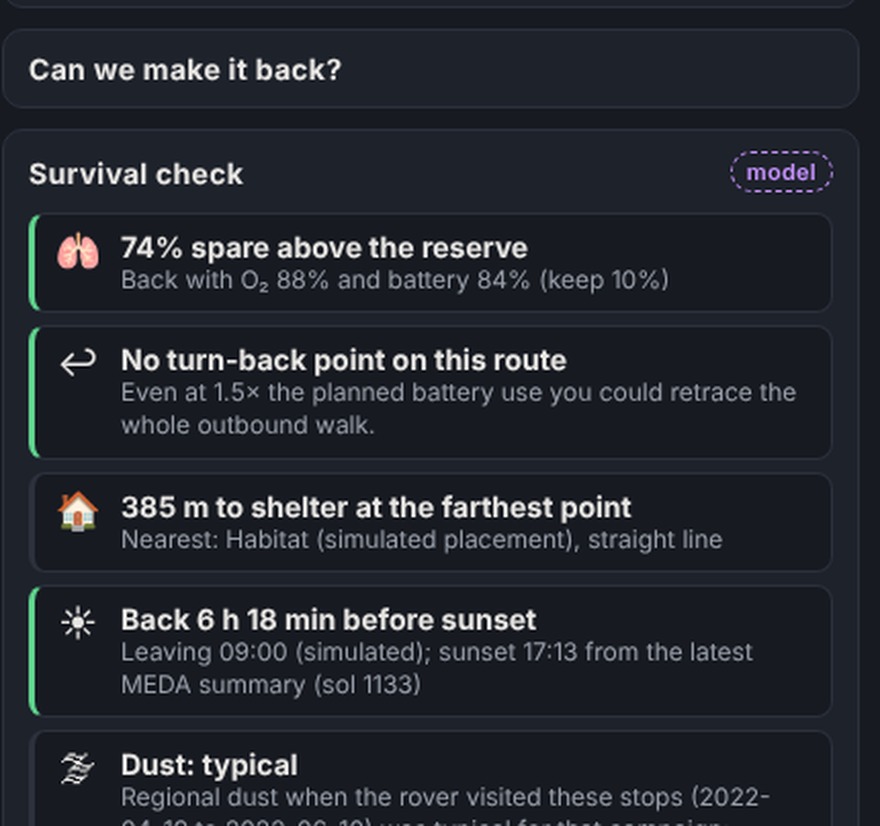 Can we make it back?
Survival check
model
74% spare above the reserve
Back with O₂ 88% and battery 84% (keep 10%)
No turn-back point on this route
Even at 1.5× the planned battery use you could retrace the
whole outbound walk.
385 m to shelter at the farthest point
Nearest: Habitat (simulated placement), straight line
Back 6 h 18 min before sunset
Leaving 09:00 (simulated); sunset 17:13 from the latest
MEDA summary (sol 1133)
Dust: typical
Regional dust when the rover visited these stops (2022-